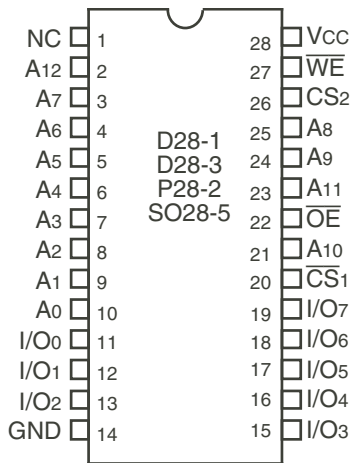 NC 1 28 VCC
A12 2 27 W̅E̅
A7 3 26 CS2
A6 4 25 A8
A5 5 24 A9
A4 6 23 A11
A3 7 22 O̅E̅
A2 8 21 A10
A1 9 20 C̅S̅1
A0 10 19 I/O7
I/O0 11 18 I/O6
I/O1 12 17 I/O5
I/O2 13 16 I/O4
GND 14 15 I/O3
D28-1
D28-3
P28-2
SO28-5